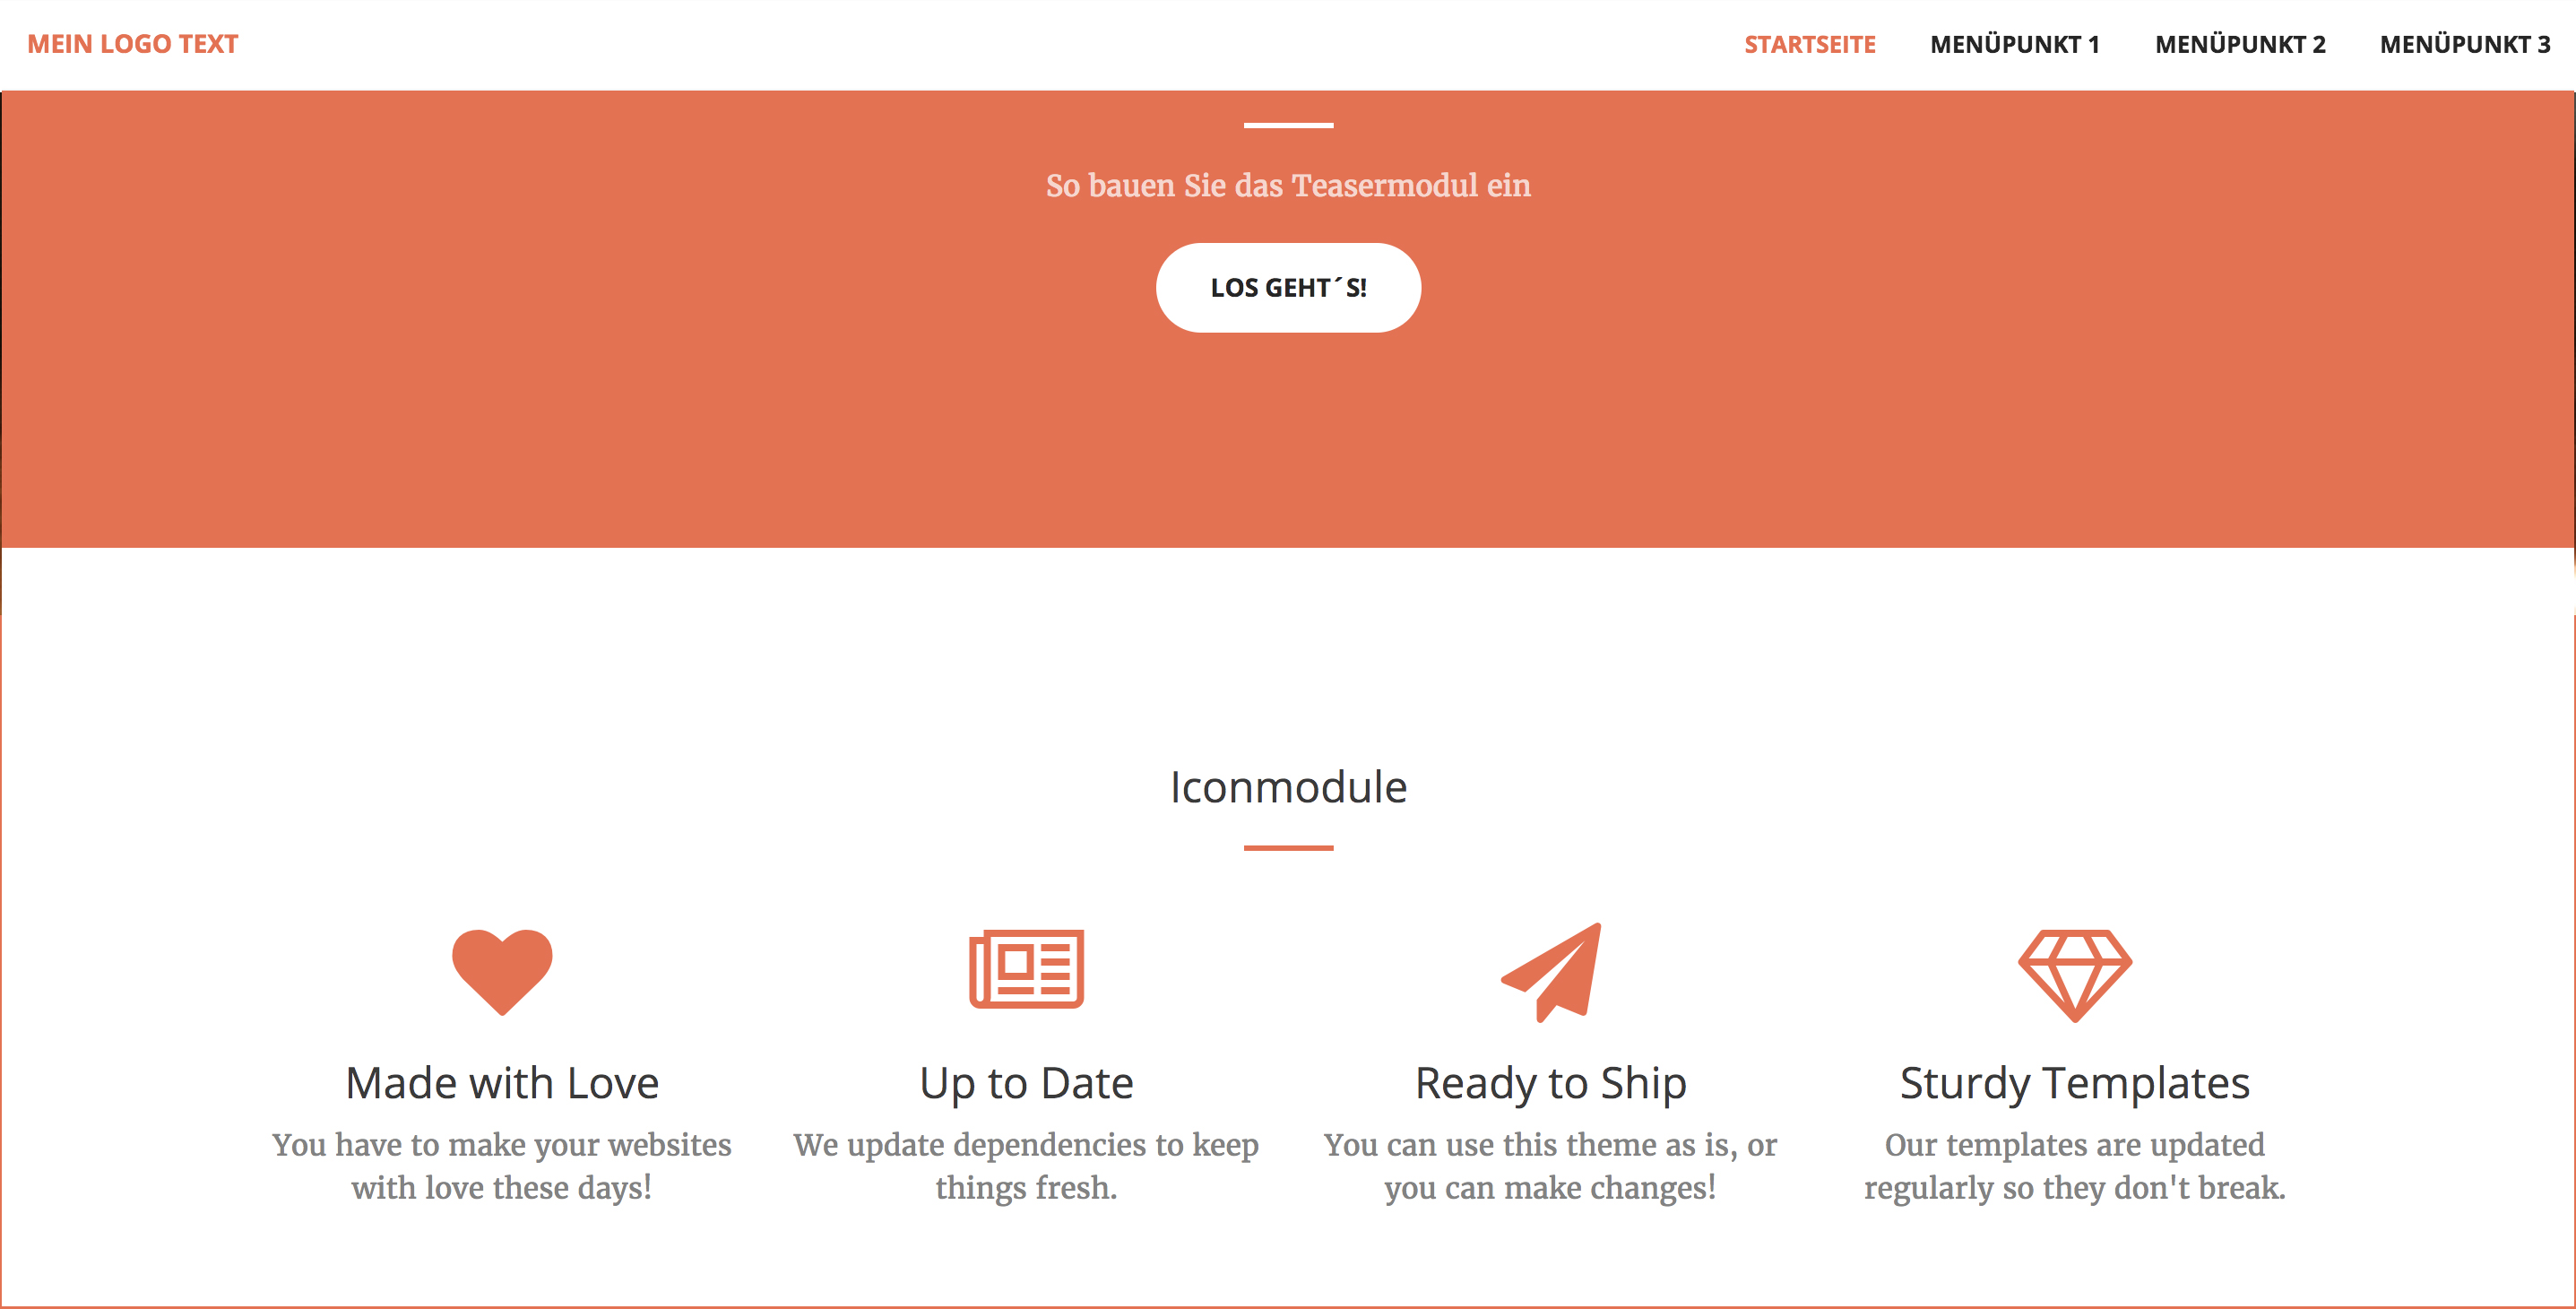 MEIN LOGO TEXT
STARTSEITE MENÜPUNKT 1 MENÜPUNKT 2 MENÜPUNKT 3
So bauen Sie das Teasermodul ein
LOS GEHT´S!
Iconmodule
Made with Love
You have to make your websites
with love these days!
Up to Date
We update dependencies to keep
things fresh.
Ready to Ship
You can use this theme as is, or
you can make changes!
Sturdy Templates
Our templates are updated
regularly so they don't break.